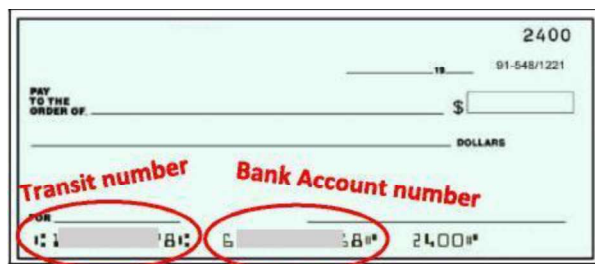 2400
19
91-548/1221
PAY
TO THE
ORDER OF
$
DOLLARS
Transit number
Bank Account number
FOR
2400